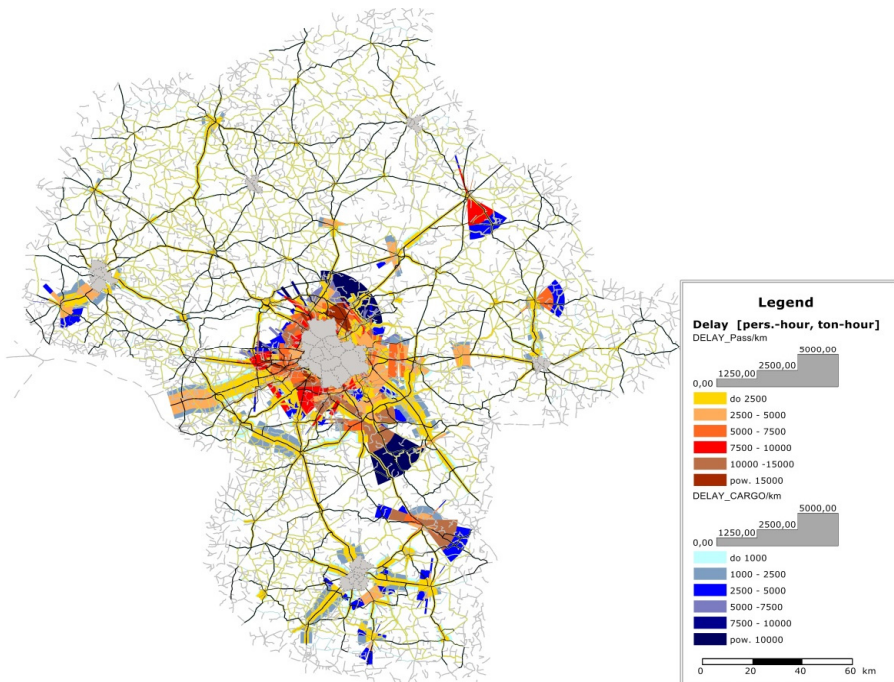 Legend
Delay [pers.-hour, ton-hour]
DELAY_Pass/km
5000,00
2500,00
1250,00
0,00
do 2500
2500 - 5000
5000 - 7500
7500 - 10000
10000 -15000
pow. 15000
DELAY_CARGO/km
5000,00
2500,00
1250,00
0,00
do 1000
1000 - 2500
2500 - 5000
5000 -7500
7500 - 10000
pow. 10000
0 20 40 60 km